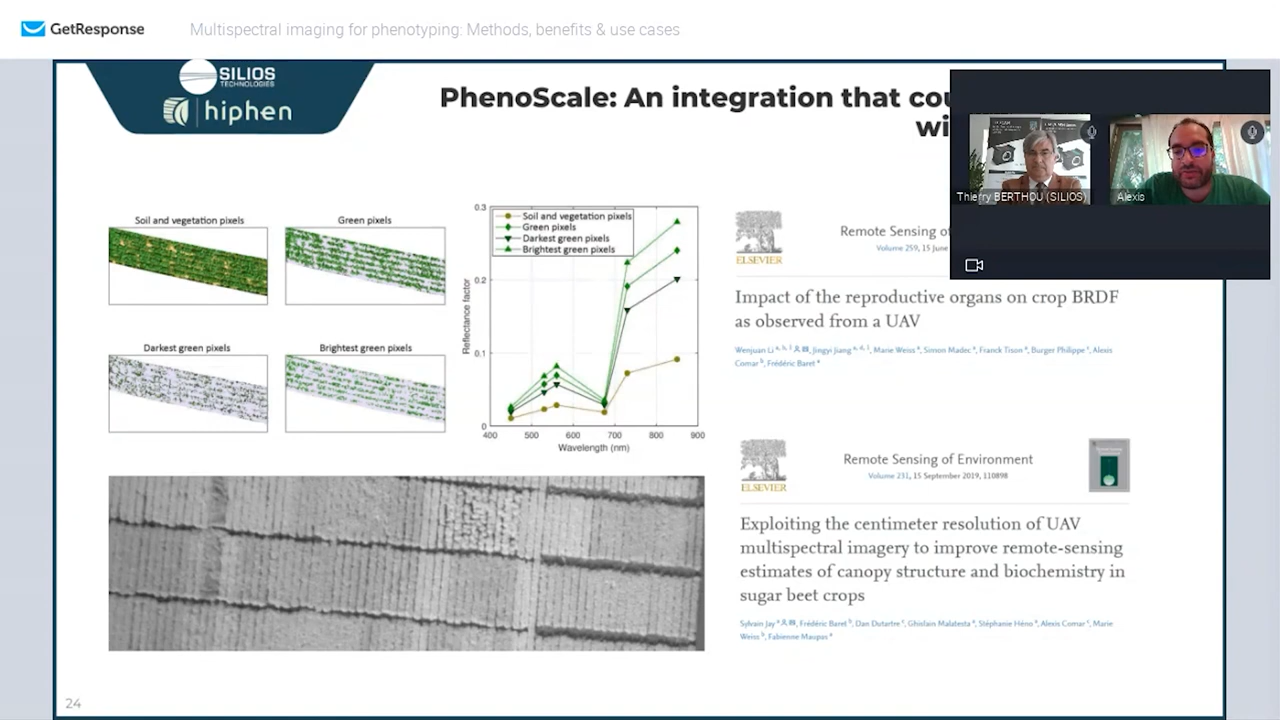 GetResponse
Multispectral imaging for phenotyping: Methods, benefits & use cases
SILIOS
TECHNOLOGIES
hiphen
PhenoScale: An integration that cou
wi
Thierry BERTHOU (SILIOS)
Alexis
Soil and vegetation pixels
Green pixels
Darkest green pixels
Brightest green pixels
0.3
0.2
0.1
0
Reflectance factor
Soil and vegetation pixels
Green pixels
Darkest green pixels
Brightest green pixels
400 500 600 700 800 900
Wavelength (nm)
ELSEVIER
Remote Sensing of
Volume 259, 15 June
Impact of the reproductive organs on crop BRDF
as observed from a UAV
Wenjuan Li a, b, 1, Jingyi Jiang a, d, 1, Marie Weiss a, Simon Madec a, Franck Tison a, Burger Philippe c, Alexis
Comar b, Frédéric Baret a
ELSEVIER
Remote Sensing of Environment
Volume 231, 15 September 2019, 110898
Exploiting the centimeter resolution of UAV
multispectral imagery to improve remote-sensing
estimates of canopy structure and biochemistry in
sugar beet crops
Sylvain Jay a, Frédéric Baret b, Dan Dutartre c, Ghislain Malatesta a, Stéphanie Héno a, Alexis Comar c, Marie
Weiss b, Fabienne Maupas a
24